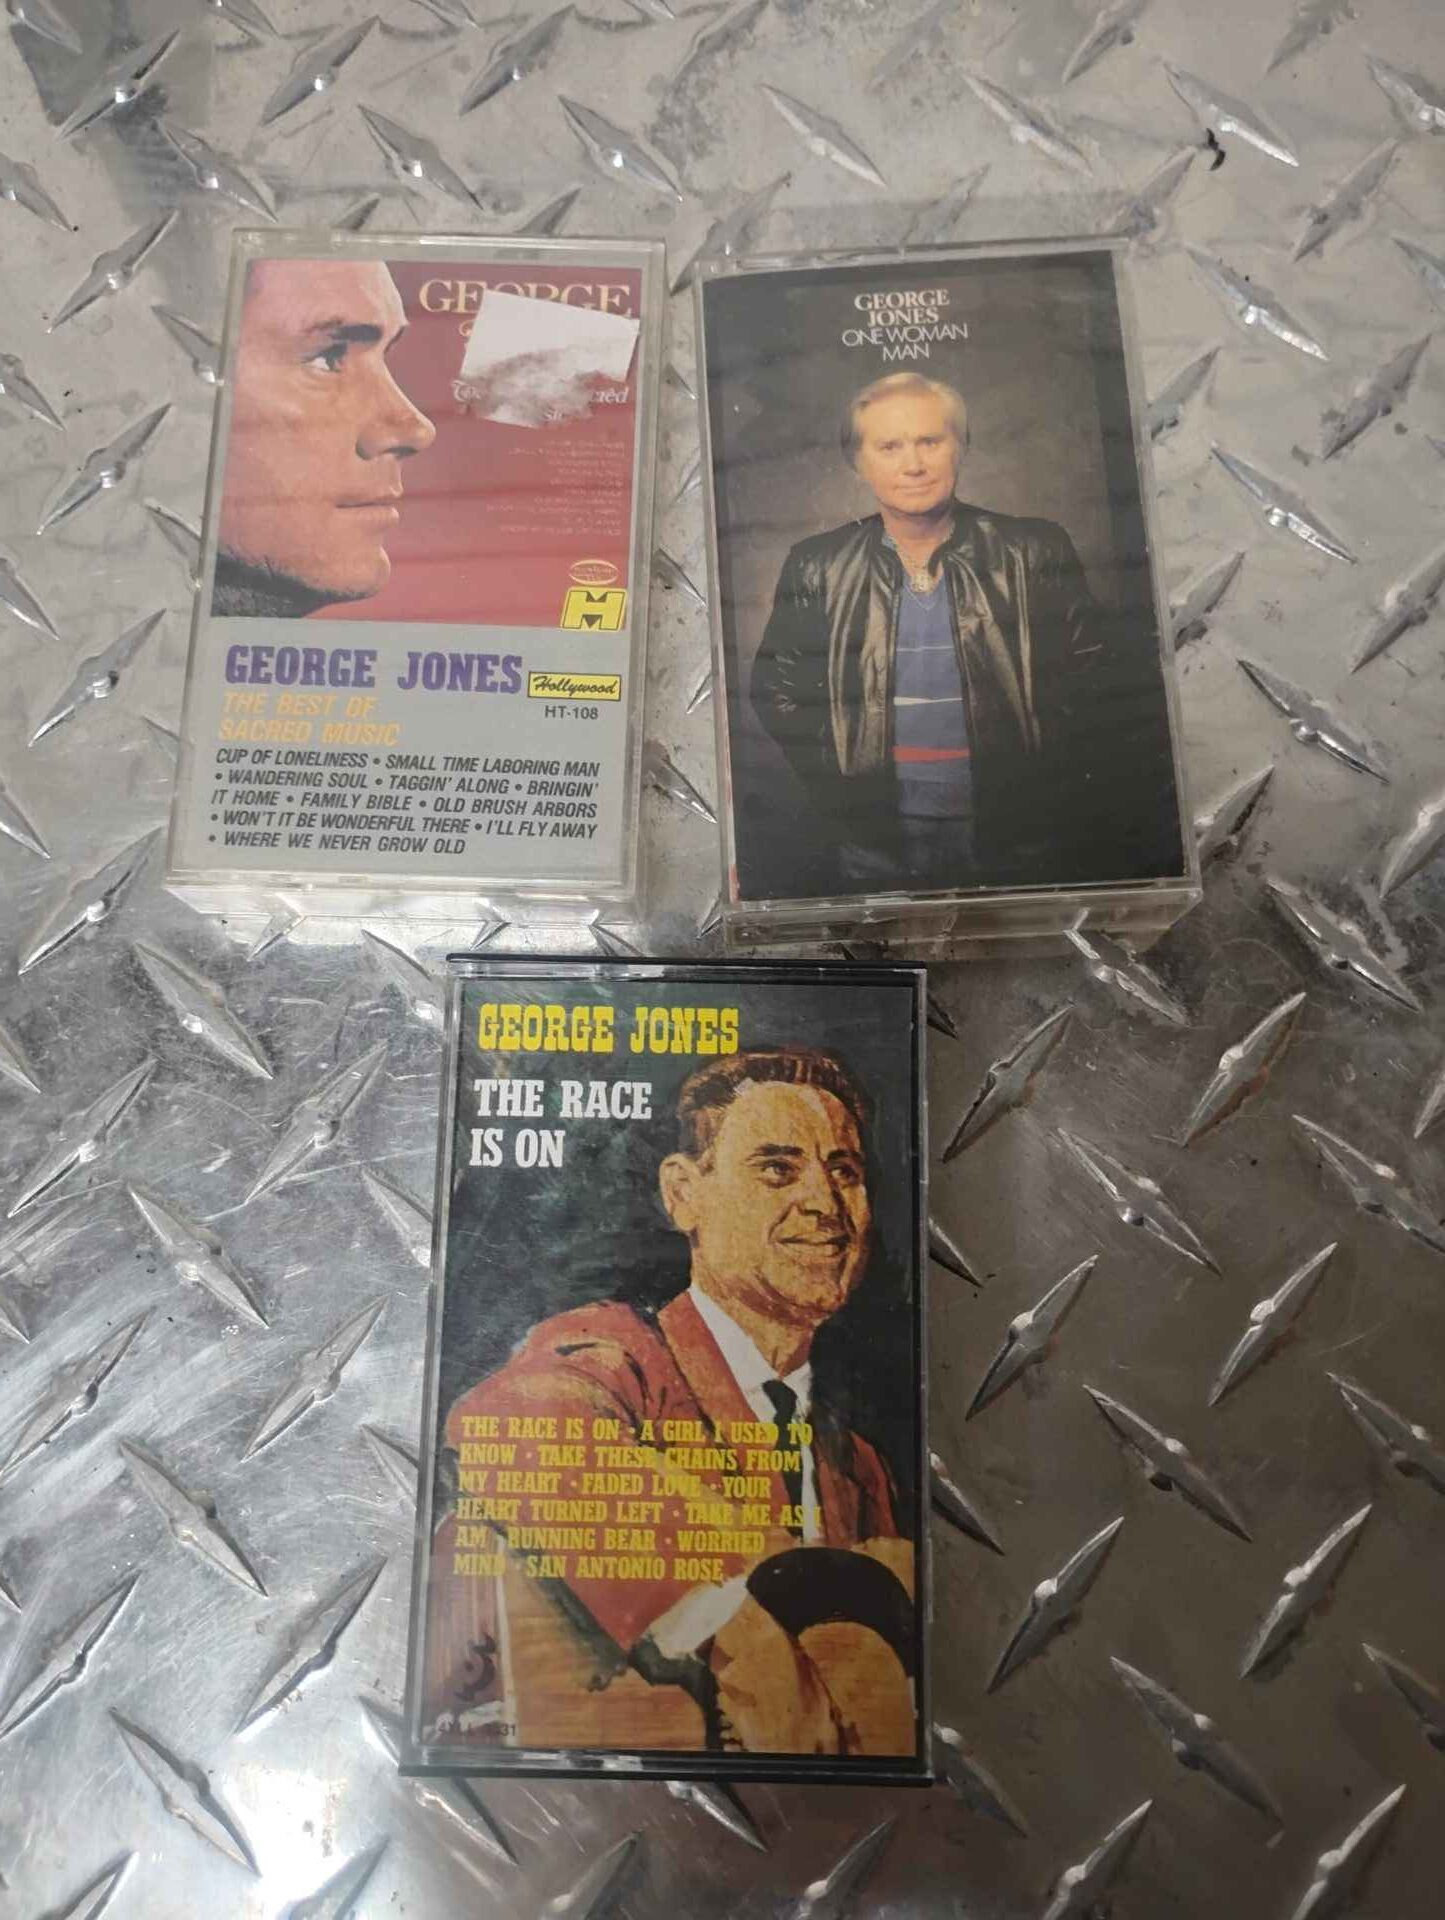 GEORGE
GEORGE JONES
Hollywood
HT-108
THE BEST OF
SACRED MUSIC
CUP OF LONELINESS • SMALL TIME LABORING MAN
• WANDERING SOUL • TAGGIN' ALONG • BRINGIN'
IT HOME • FAMILY BIBLE • OLD BRUSH ARBORS
• WON'T IT BE WONDERFUL THERE • I'LL FLY AWAY
• WHERE WE NEVER GROW OLD
GEORGE
JONES
ONE WOMAN
MAN
GEORGE JONES
THE RACE
IS ON
THE RACE IS ON • A GIRL I USED TO
KNOW • TAKE THESE CHAINS FROM
MY HEART • FADED LOVE • YOUR
HEART TURNED LEFT • TAKE ME AS I
AM • RUNNING BEAR • WORRIED
MIND • SAN ANTONIO ROSE